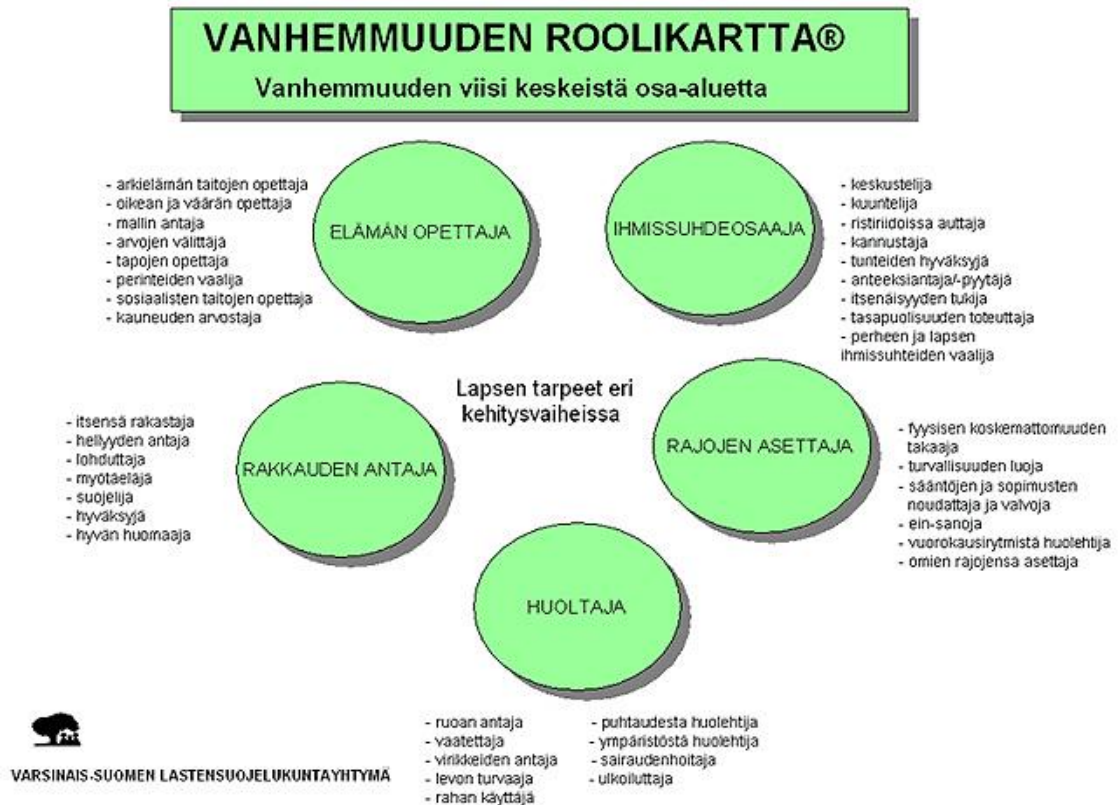 VANHEMMUUDEN ROOLIKARTTA®
Vanhemmuuden viisi keskeistä osa-aluetta
- arkielämän taitojen opettaja
- oikean ja väärän opettaja
- mallin antaja
- arvojen välittäjä
- tapojen opettaja
- perinteiden vaalija
- sosiaalisten taitojen opettaja
- kauneuden arvostaja
ELÄMÄN OPETTAJA
IHMISSUHDEOSAAJA
- keskustelija
- kuuntelija
- ristiriidoissa auttaja
- kannustaja
- tunteiden hyväksyjä
- anteeksiantaja/-pyytäjä
- itsenäisyyden tukija
- tasapuolisuuden toteuttaja
- perheen ja lapsen
ihmissuhteiden vaalija
Lapsen tarpeet eri
kehitysvaiheissa
- itsensä rakastaja
- hellyyden antaja
- lohduttaja
- myötäeläjä
- suojelija
- hyväksyjä
- hyvän huomaaja
RAKKAUDEN ANTAJA
RAJOJEN ASETTAJA
- fyysisen koskemattomuuden
takaaja
- turvallisuuden luoja
- sääntöjen ja sopimusten
noudattaja ja valvoja
- ein-sanoja
- vuorokausirytmistä huolehtija
- omien rajojensa asettaja
HUOLTAJA
- ruoan antaja
- vaatettaja
- virikkeiden antaja
- levon turvaaja
- rahan käyttäjä
- puhtaudesta huolehtija
- ympäristöstä huolehtija
- sairaudenhoitaja
- ulkoiluttaja
VARSINAIS-SUOMEN LASTENSUOJELUKUNTAYHTYMÄ